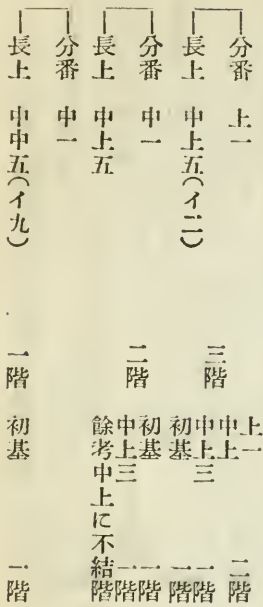 分番 上一
長上 中上五(イ二)
三階
上一
中上 二階
中上三 一階
初基 一階
分番 中一
長上 中上五
二階
初基 一階
中上三 一階
餘考中上に不結階
分番 中一
長上 中中五(イ九) 一階 初基 一階